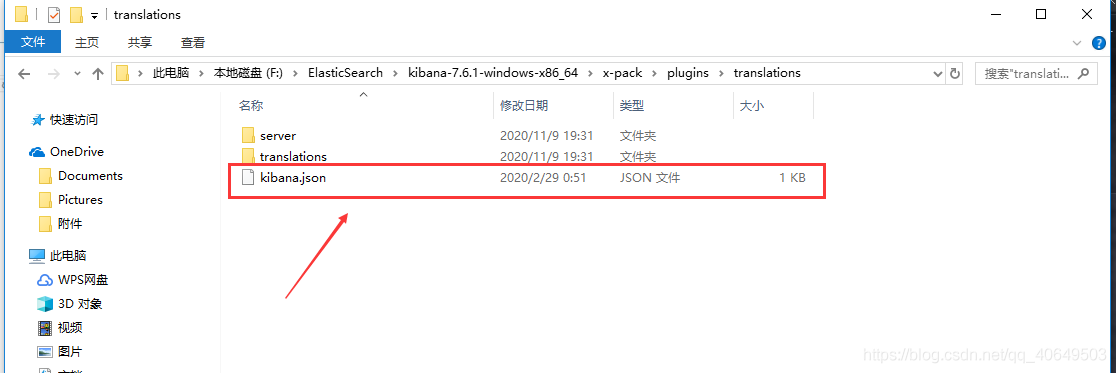 translations
文件 主页 共享 查看
此电脑 本地磁盘 (F:) ElasticSearch kibana-7.6.1-windows-x86_64 x-pack plugins translations 搜索"translati...
名称 修改日期 类型 大小
快速访问
OneDrive
Documents
Pictures
附件
此电脑
WPS网盘
3D 对象
视频
图片
文档
server 2020/11/9 19:31 文件夹
translations 2020/11/9 19:31 文件夹
kibana.json 2020/2/29 0:51 JSON 文件 1 KB
https://blog.csdn.net/qq_40649503